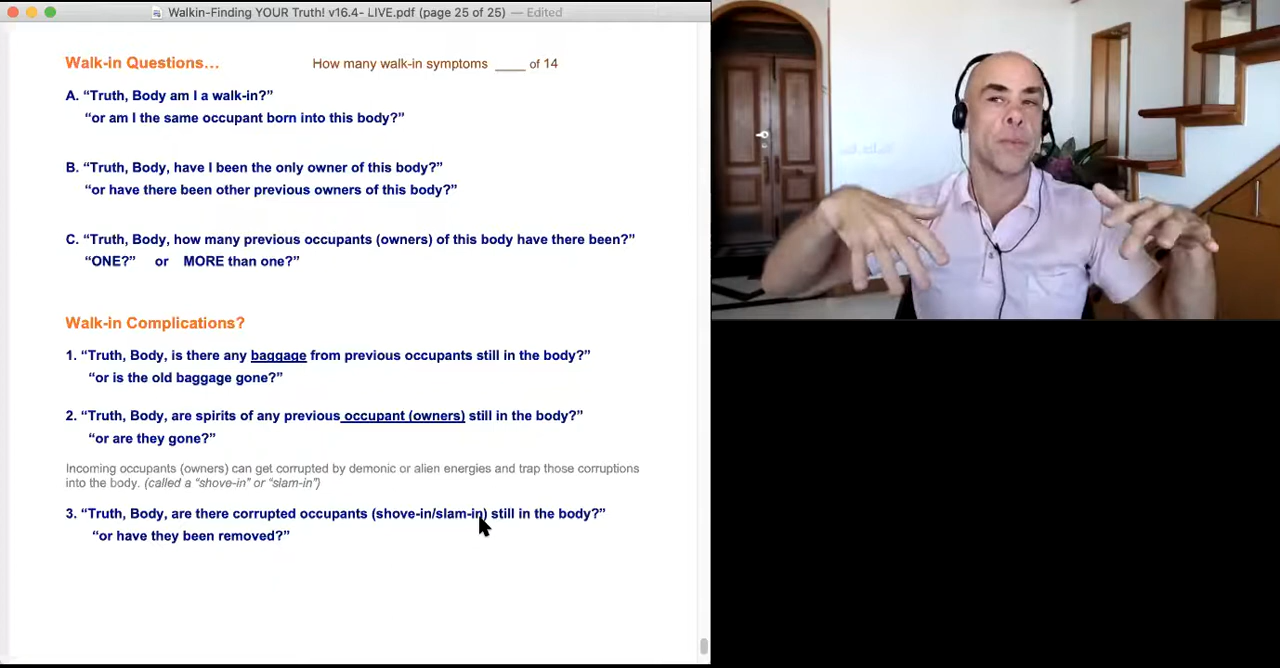 Walkin-Finding YOUR Truth! v16.4- LIVE.pdf (page 25 of 25) — Edited
Walk-in Questions… How many walk-in symptoms ____ of 14
A. “Truth, Body am I a walk-in?”
“or am I the same occupant born into this body?”
B. “Truth, Body, have I been the only owner of this body?”
“or have there been other previous owners of this body?”
C. “Truth, Body, how many previous occupants (owners) of this body have there been?”
“ONE?” or MORE than one?”
Walk-in Complications?
1. “Truth, Body, is there any baggage from previous occupants still in the body?”
“or is the old baggage gone?”
2. “Truth, Body, are spirits of any previous occupant (owners) still in the body?”
“or are they gone?”
Incoming occupants (owners) can get corrupted by demonic or alien energies and trap those corruptions
into the body. (called a “shove-in” or “slam-in”)
3. “Truth, Body, are there corrupted occupants (shove-in/slam-in) still in the body?”
“or have they been removed?”